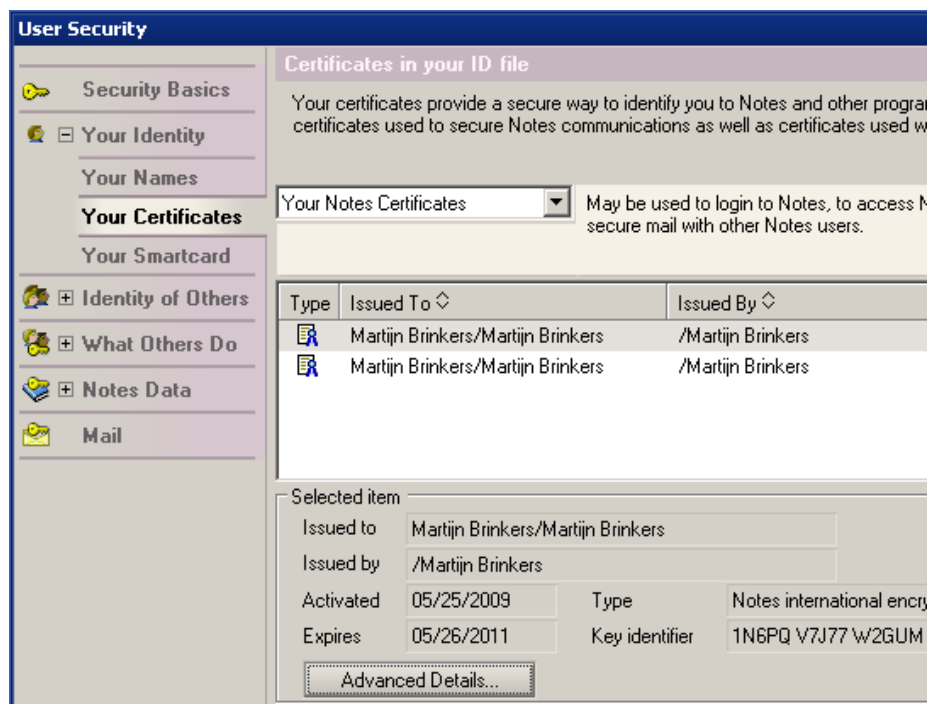 User Security
Security Basics
Your Identity
Your Names
Your Certificates
Your Smartcard
Identity of Others
What Others Do
Notes Data
Mail
Certificates in your ID file
Your certificates provide a secure way to identify you to Notes and other
certificates used to secure Notes communications as well as certificates used
Your Notes Certificates
May be used to login to Notes, to access
secure mail with other Notes users.
Type Issued To Issued By
Martijn Brinkers/Martijn Brinkers /Martijn Brinkers
Martijn Brinkers/Martijn Brinkers /Martijn Brinkers
Selected item
Issued to Martijn Brinkers/Martijn Brinkers
Issued by /Martijn Brinkers
Activated 05/25/2009 Type Notes international
Expires 05/26/2011 Key identifier 1N6PQ V7J77 W2GUM
Advanced Details...